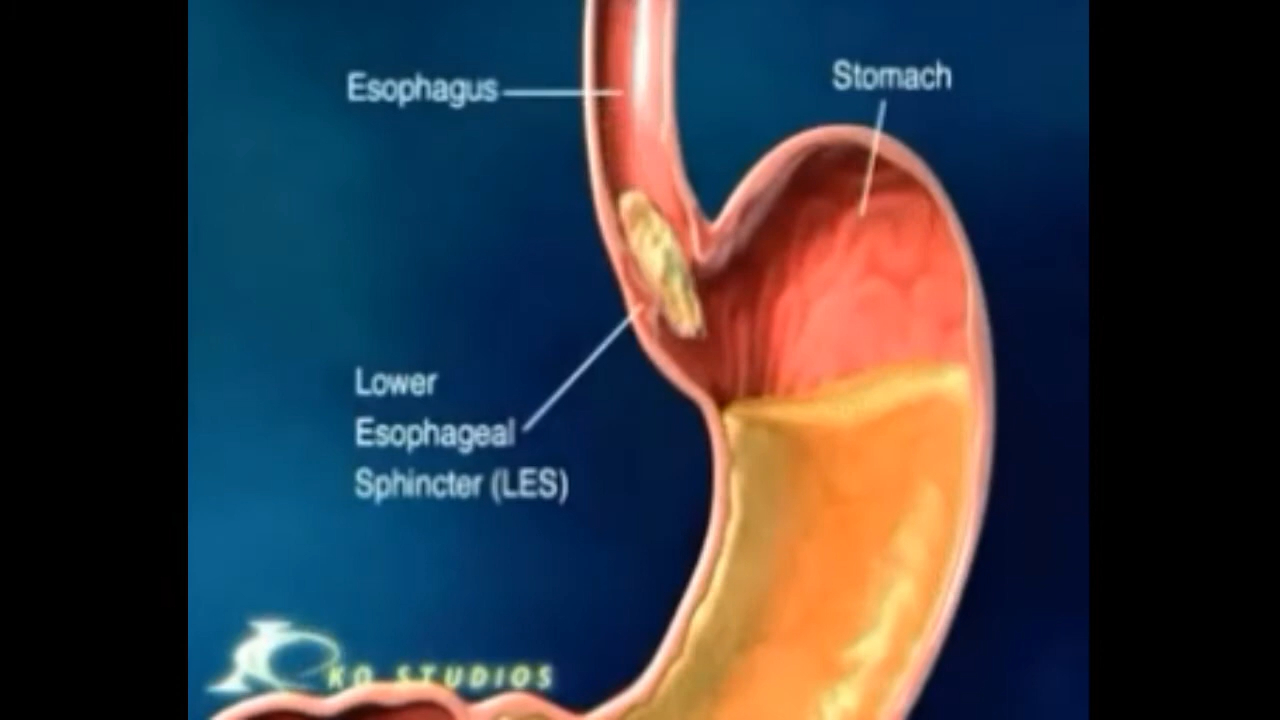 Stomach
Esophagus
Lower
Esophageal
Sphincter (LES)
KO STUDIOS